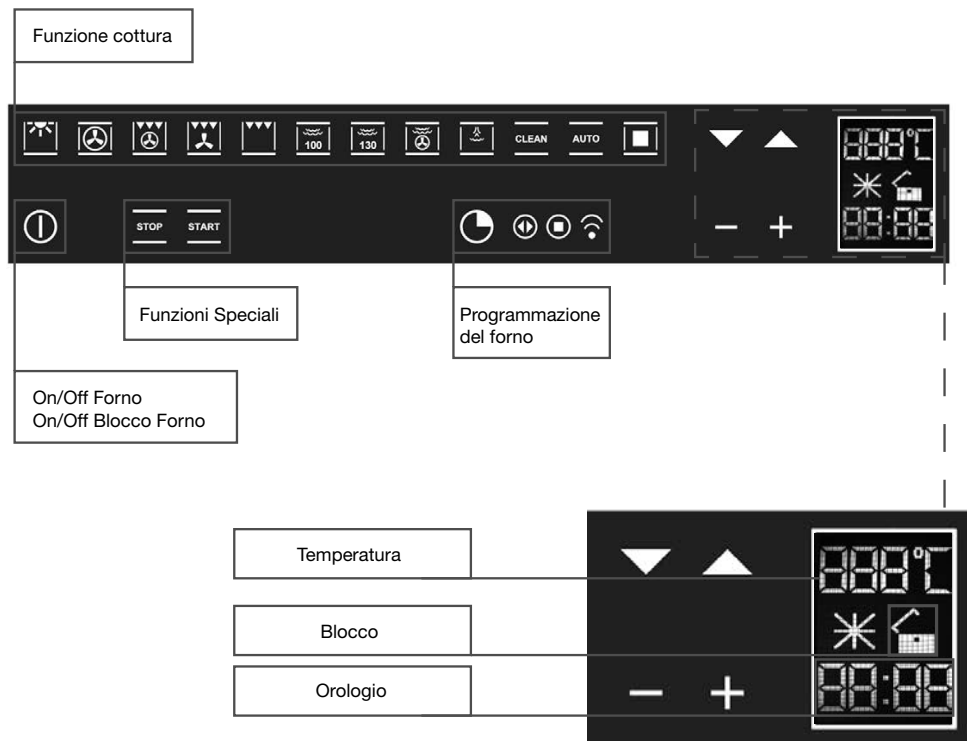 Funzione cottura
100
130
CLEAN
AUTO
888°C
STOP
START
88:88
Funzioni Speciali
Programmazione
del forno
On/Off Forno
On/Off Blocco Forno
Temperatura
888°C
Blocco
Orologio
88:88